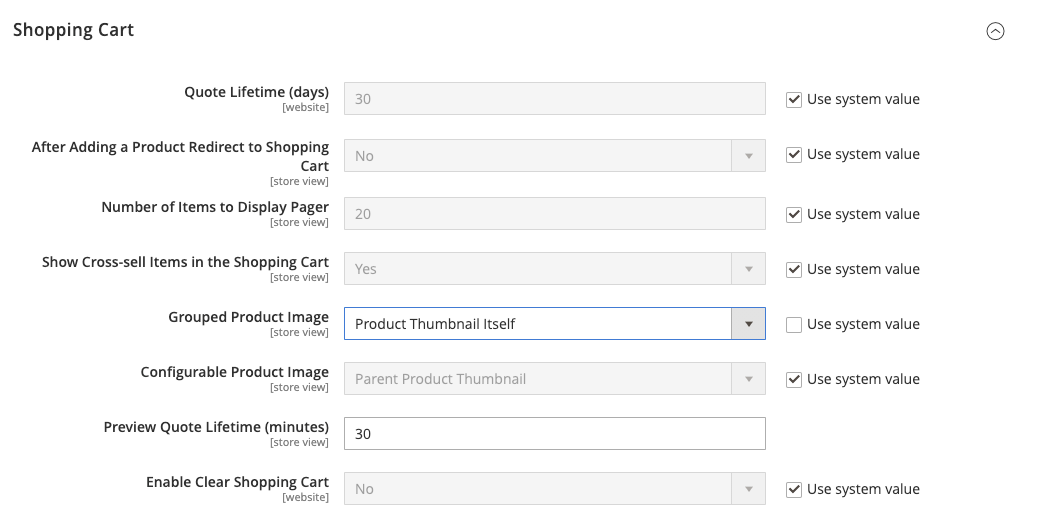 Shopping Cart
Quote Lifetime (days) 30 Use system value
[website]
After Adding a Product Redirect to Shopping
Cart No Use system value
[store view]
Number of Items to Display Pager 20 Use system value
[store view]
Show Cross-sell Items in the Shopping Cart Yes Use system value
[store view]
Grouped Product Image Product Thumbnail Itself Use system value
[store view]
Configurable Product Image Parent Product Thumbnail Use system value
[store view]
Preview Quote Lifetime (minutes) 30
[store view]
Enable Clear Shopping Cart No Use system value
[website]